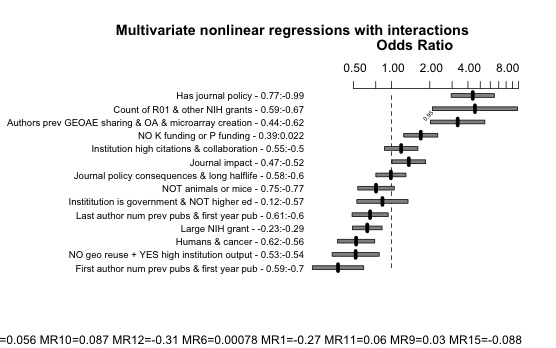 Multivariate nonlinear regressions with interactions
Odds Ratio
0.50 1.00 2.00 4.00 8.00
Has journal policy - 0.77:-0.99
Count of R01 & other NIH grants - 0.59:-0.67
0.95
Authors prev GEOAE sharing & OA & microarray creation - 0.44:-0.62
NO K funding or P funding - 0.39:0.022
Institution high citations & collaboration - 0.55:-0.5
Journal impact - 0.47:-0.52
Journal policy consequences & long halflife - 0.58:-0.6
NOT animals or mice - 0.75:-0.77
Instititution is government & NOT higher ed - 0.12:-0.57
Last author num prev pubs & first year pub - 0.61:-0.6
Large NIH grant - -0.23:-0.29
Humans & cancer - 0.62:-0.56
NO geo reuse + YES high institution output - 0.53:-0.54
First author num prev pubs & first year pub - 0.59:-0.7
=0.056 MR10=0.087 MR12=-0.31 MR6=0.00078 MR1=-0.27 MR11=0.06 MR9=0.03 MR15=-0.088